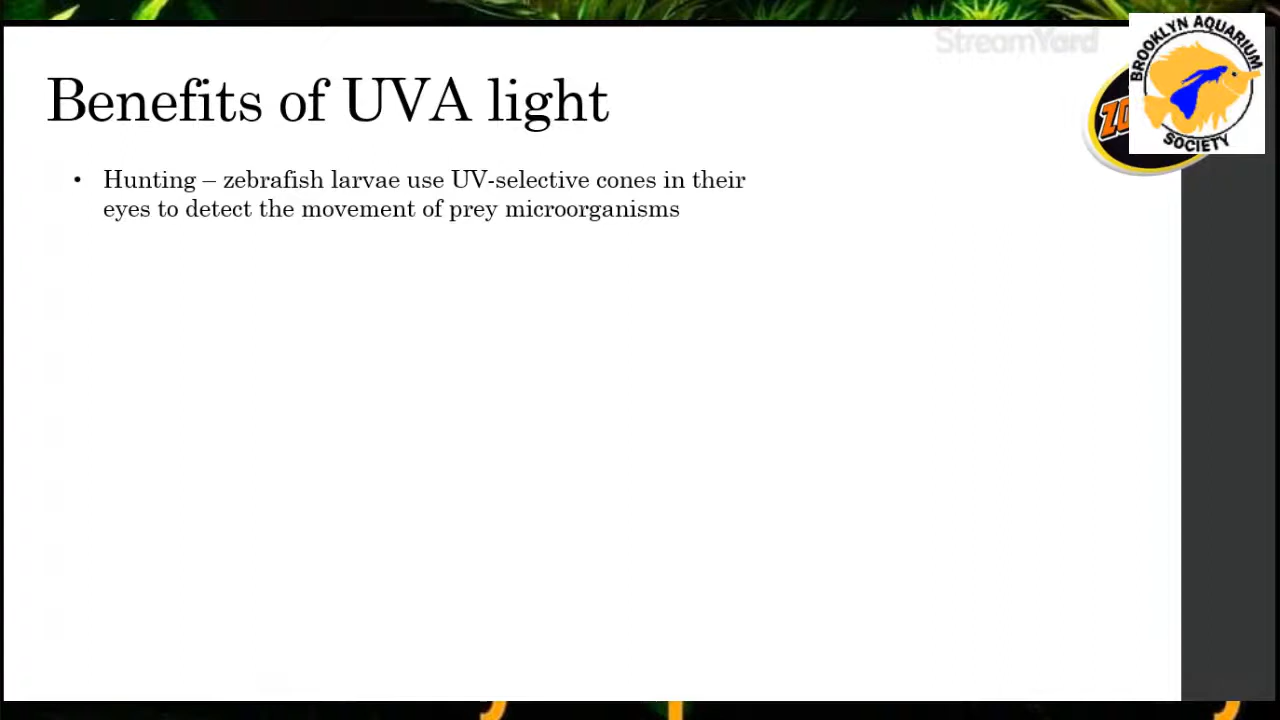 StreamYard
BROOKLYN AQUARIUM
SOCIETY
Benefits of UVA light
• Hunting – zebrafish larvae use UV-selective cones in their
eyes to detect the movement of prey microorganisms